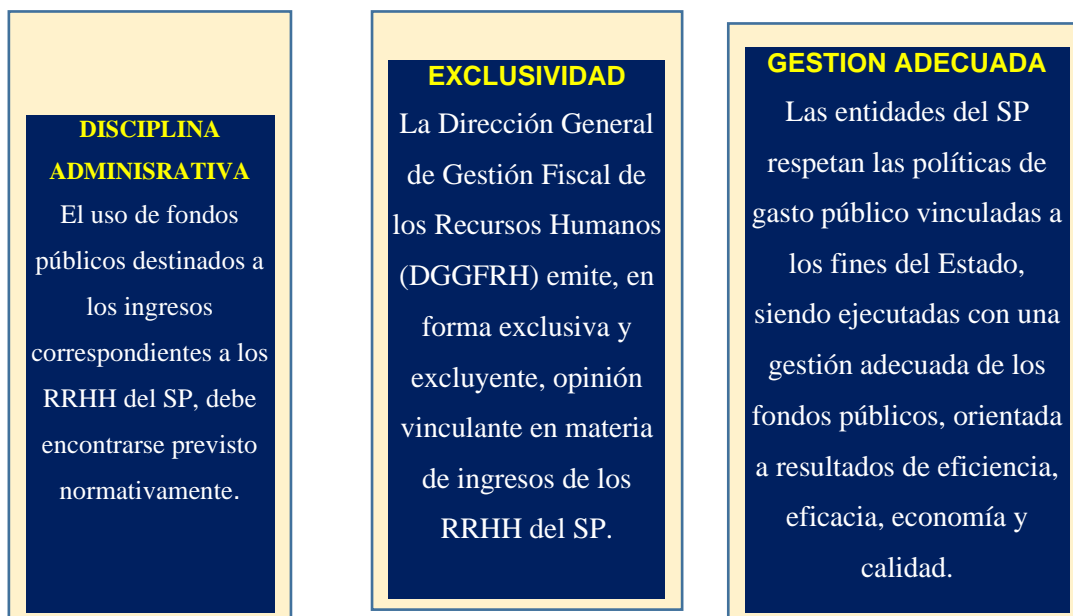 DISCIPLINA
ADMINISRATIVA
El uso de fondos
públicos destinados a
los ingresos
correspondientes a los
RRHH del SP, debe
encontrarse previsto
normativamente.
EXCLUSIVIDAD
La Dirección General
de Gestión Fiscal de
los Recursos Humanos
(DGGFRH) emite, en
forma exclusiva y
excluyente, opinión
vinculante en materia
de ingresos de los
RRHH del SP.
GESTION ADECUADA
Las entidades del SP
respetan las políticas de
gasto público vinculadas a
los fines del Estado,
siendo ejecutadas con una
gestión adecuada de los
fondos públicos, orientada
a resultados de eficiencia,
eficacia, economía y
calidad.